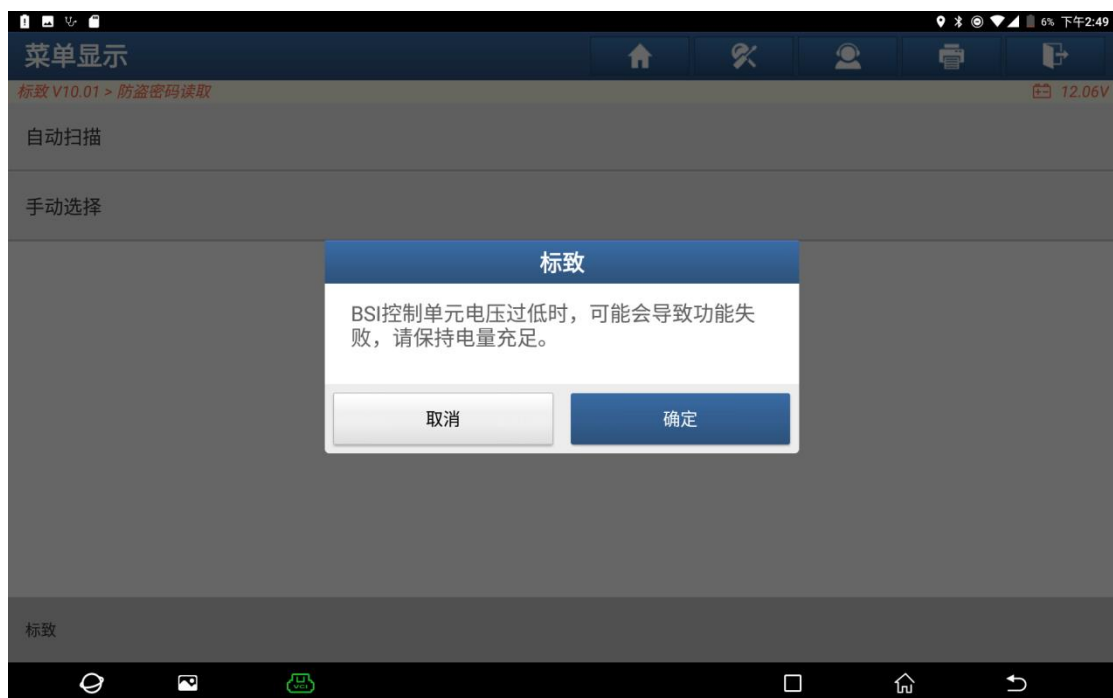 6% 下午2:49
菜单显示
标致 V10.01 > 防盗密码读取
12.06V
自动扫描
手动选择
标致
BSI控制单元电压过低时，可能会导致功能失
败，请保持电量充足。
取消
确定
标致
VCI